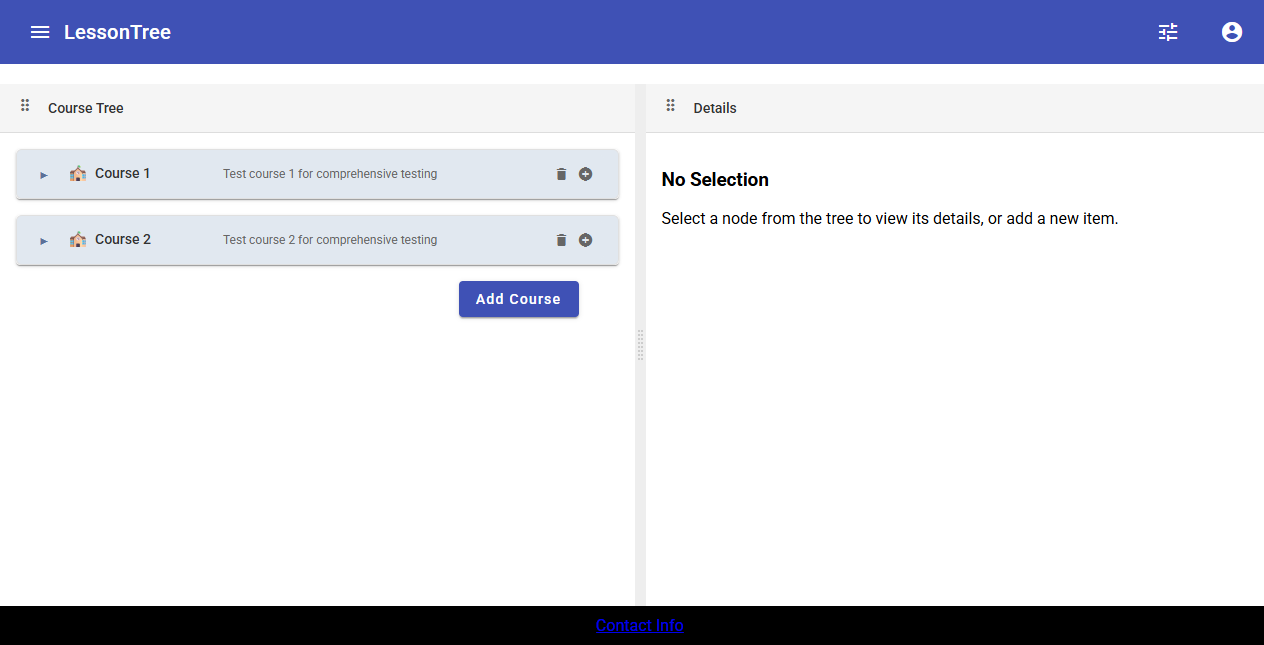 LessonTree
Course Tree
Course 1
Test course 1 for comprehensive testing
Course 2
Test course 2 for comprehensive testing
Add Course
Details
No Selection
Select a node from the tree to view its details, or add a new item.
Contact Info